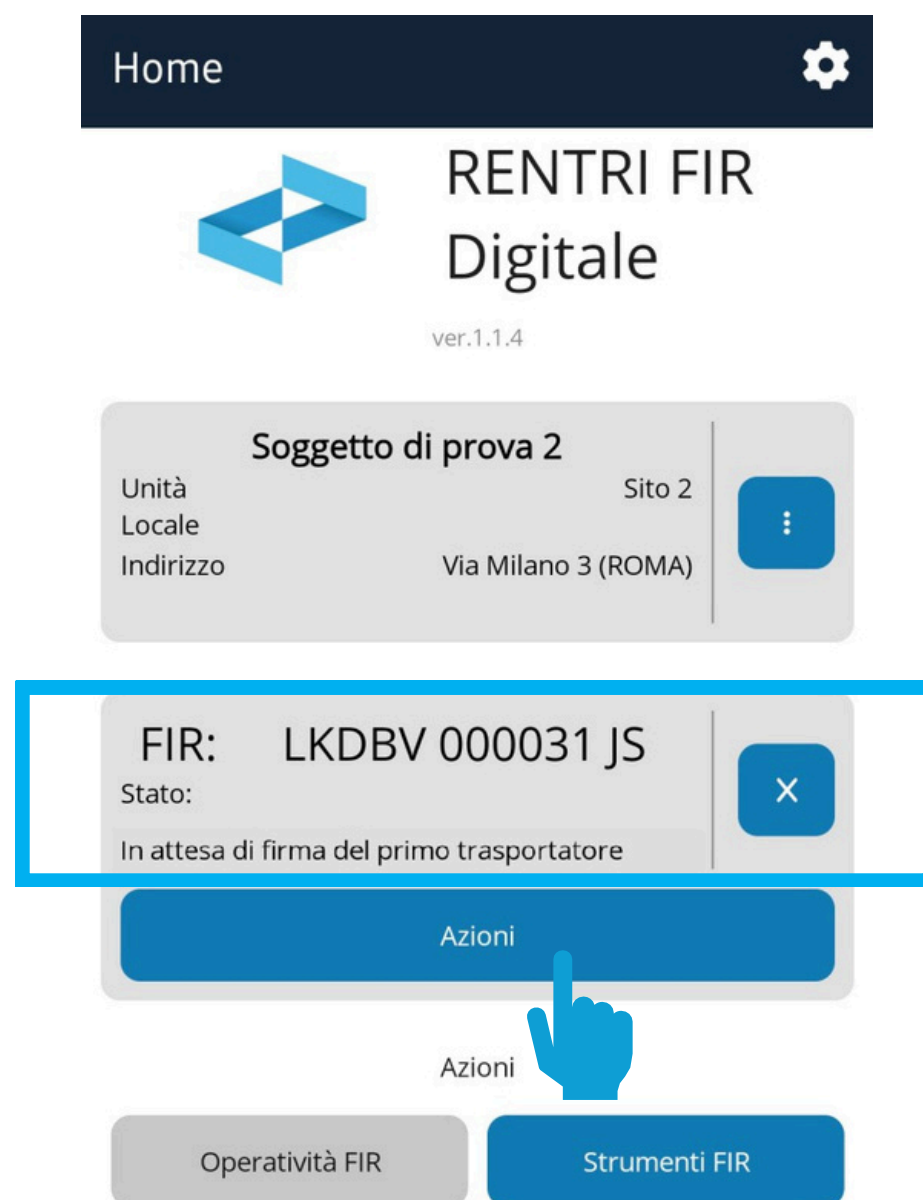 Home
RENTRI FIR
Digitale
ver.1.1.4
Soggetto di prova 2
Unità Sito 2
Locale
Indirizzo Via Milano 3 (ROMA)
FIR: LKDBV 000031 JS
Stato:
In attesa di firma del primo trasportatore
Azioni
Azioni
Operatività FIR Strumenti FIR